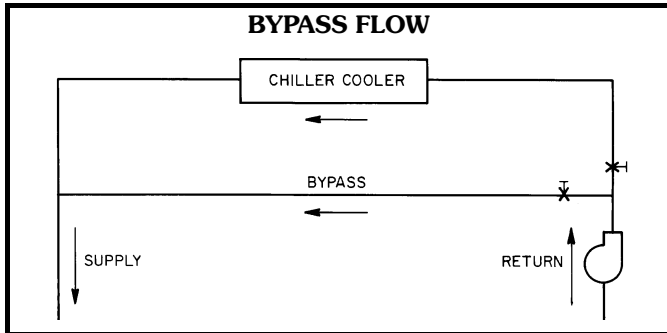 BYPASS FLOW
CHILLER COOLER
BYPASS
SUPPLY
RETURN